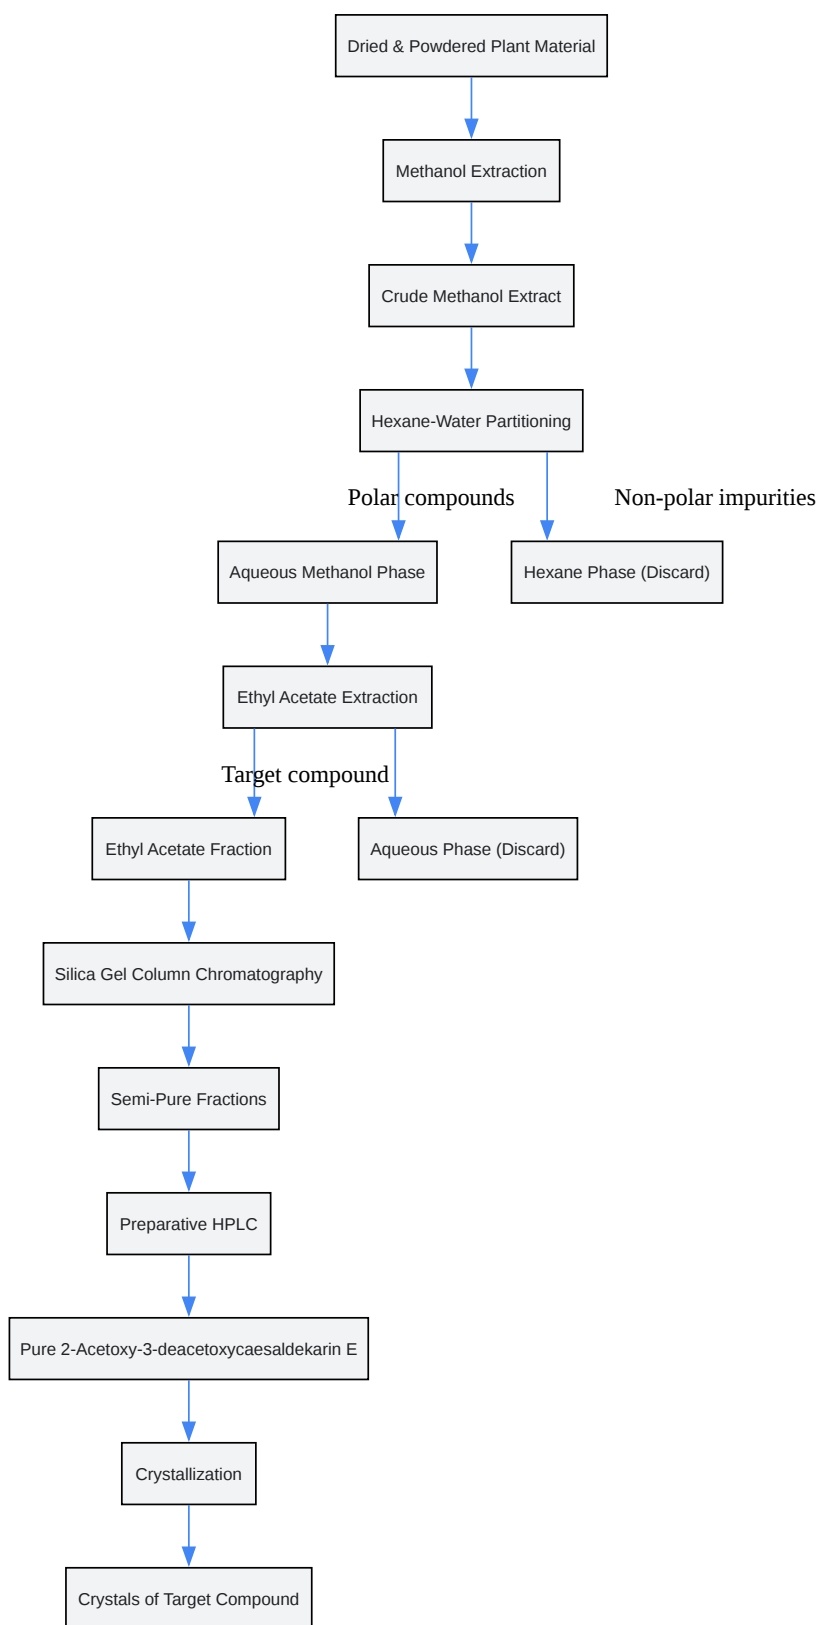 Dried & Powdered Plant Material
Methanol Extraction
Crude Methanol Extract
Hexane-Water Partitioning
Polar compounds
Non-polar impurities
Aqueous Methanol Phase
Hexane Phase (Discard)
Ethyl Acetate Extraction
Target compound
Ethyl Acetate Fraction
Aqueous Phase (Discard)
Silica Gel Column Chromatography
Semi-Pure Fractions
Preparative HPLC
Pure 2-Acetoxy-3-deacetoxycaesaldekarin E
Crystallization
Crystals of Target Compound